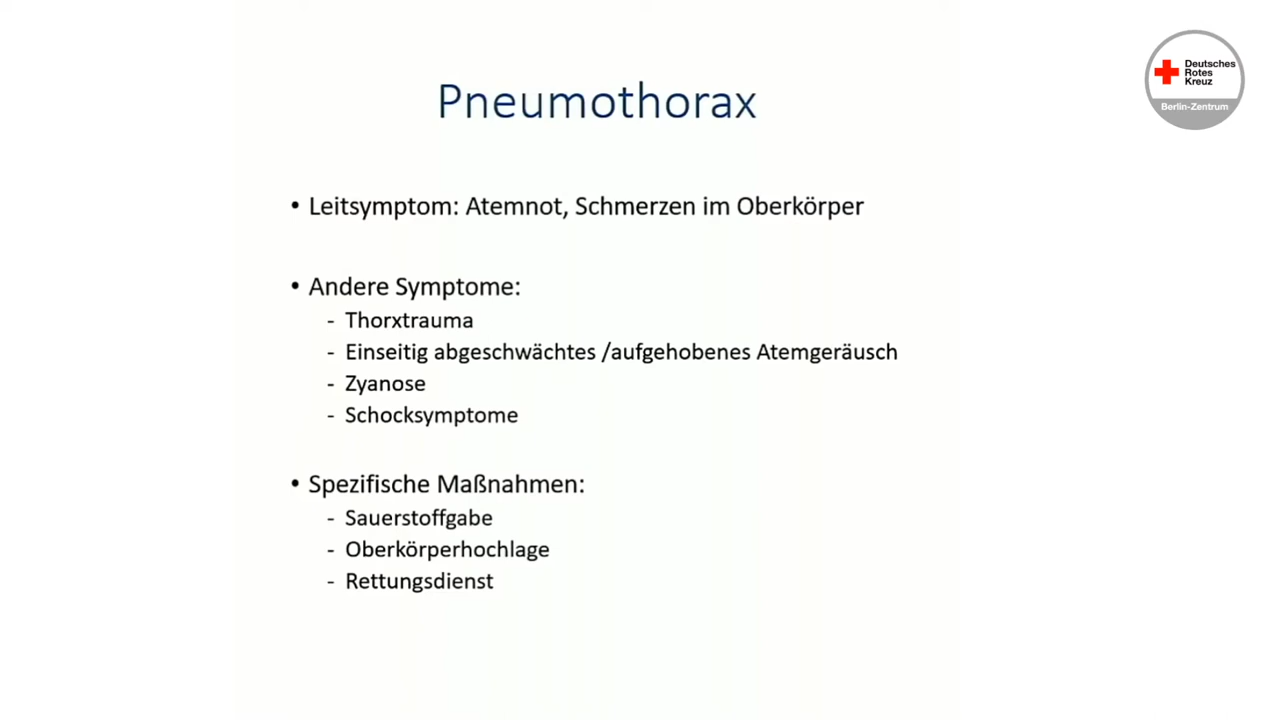 Pneumothorax
Deutsches
Rotes
Kreuz
Berlin-Zentrum
• Leitsymptom: Atemnot, Schmerzen im Oberkörper
• Andere Symptome:
- Thorxtrauma
- Einseitig abgeschwächtes /aufgehobenes Atemgeräusch
- Zyanose
- Schocksymptome
• Spezifische Maßnahmen:
- Sauerstoffgabe
- Oberkörperhochlage
- Rettungsdienst